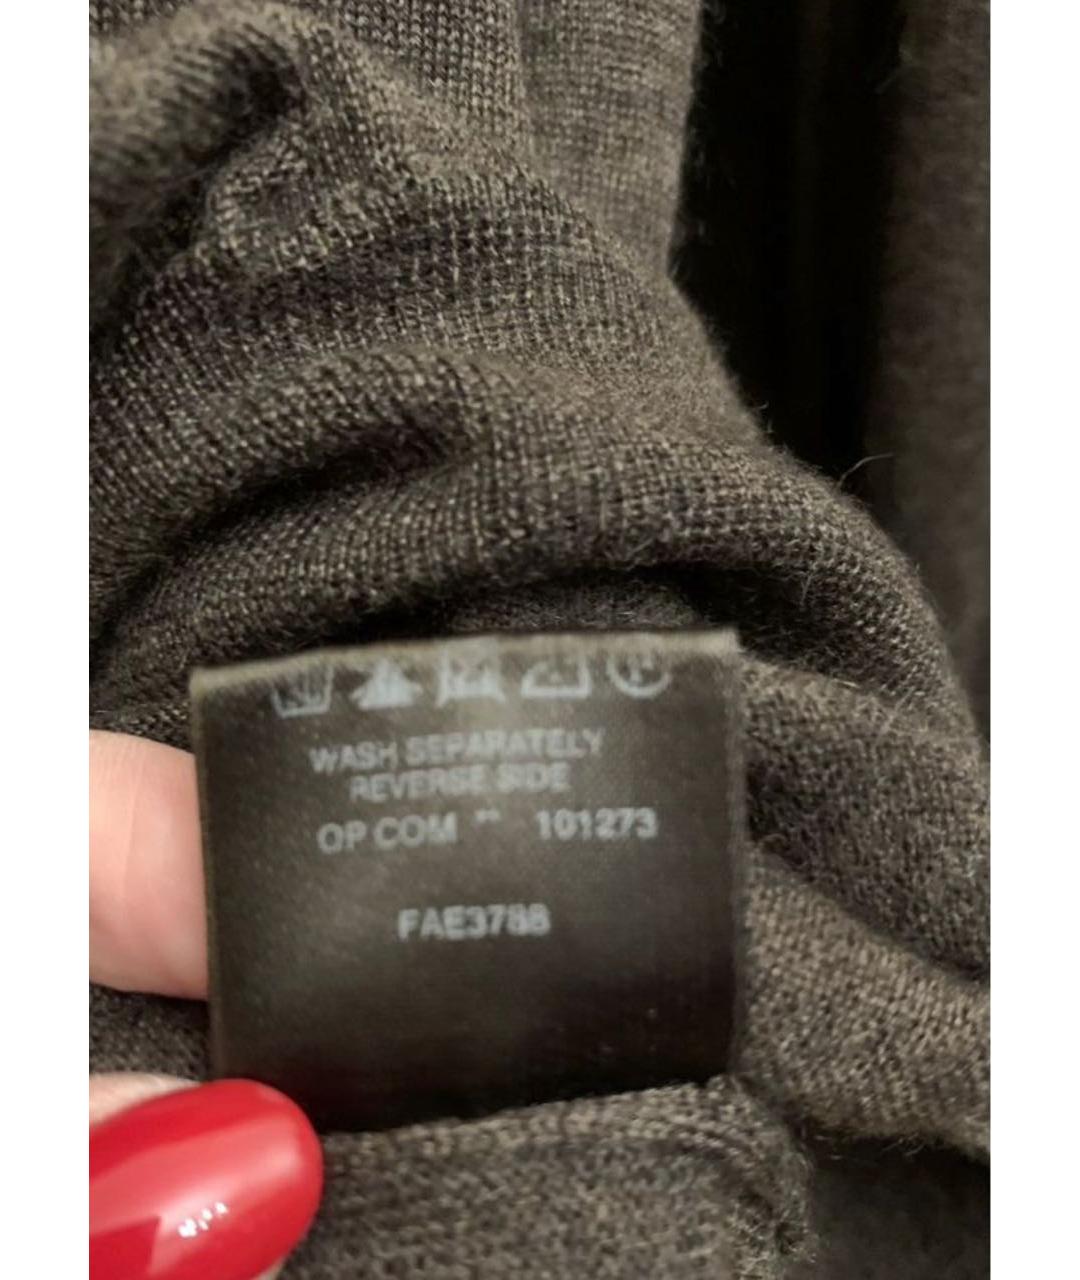 WASH SEPARATELY
REVERSE SIDE
OP.COM " 101273
FAE3788